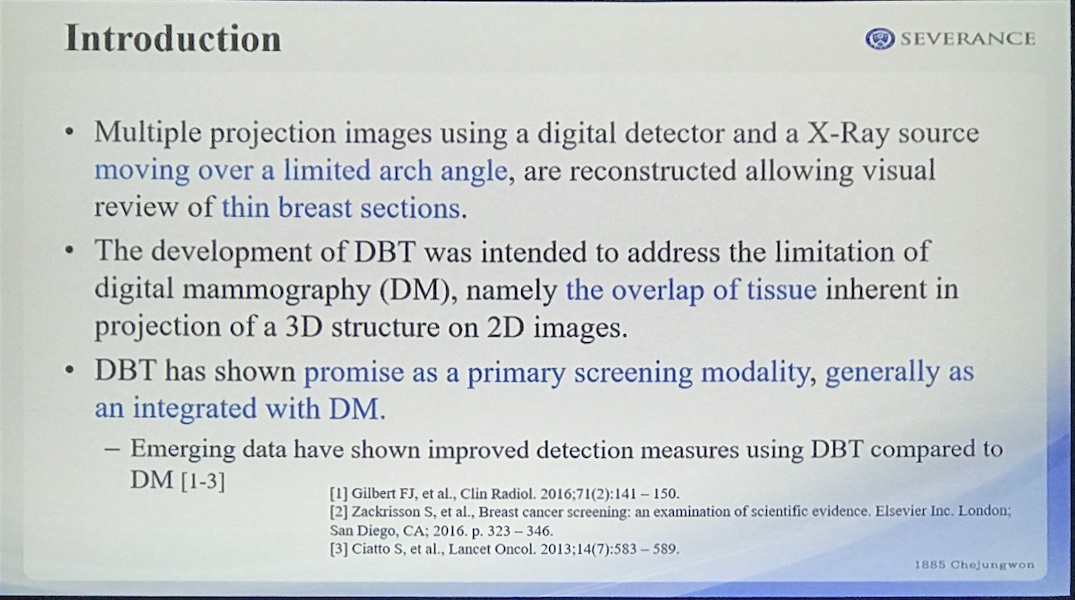 Introduction
SEVERANCE
• Multiple projection images using a digital detector and a X-Ray source
moving over a limited arch angle, are reconstructed allowing visual
review of thin breast sections.
• The development of DBT was intended to address the limitation of
digital mammography (DM), namely the overlap of tissue inherent in
projection of a 3D structure on 2D images.
• DBT has shown promise as a primary screening modality, generally as
an integrated with DM.
– Emerging data have shown improved detection measures using DBT compared to
DM [1-3]
[1] Gilbert FJ, et al., Clin Radiol. 2016;71(2):141 – 150.
[2] Zackrisson S, et al., Breast cancer screening: an examination of scientific evidence. Elsevier Inc. London;
San Diego, CA; 2016. p. 323 – 346.
[3] Ciatto S, et al., Lancet Oncol. 2013;14(7):583 – 589.
1885 Chejungwon